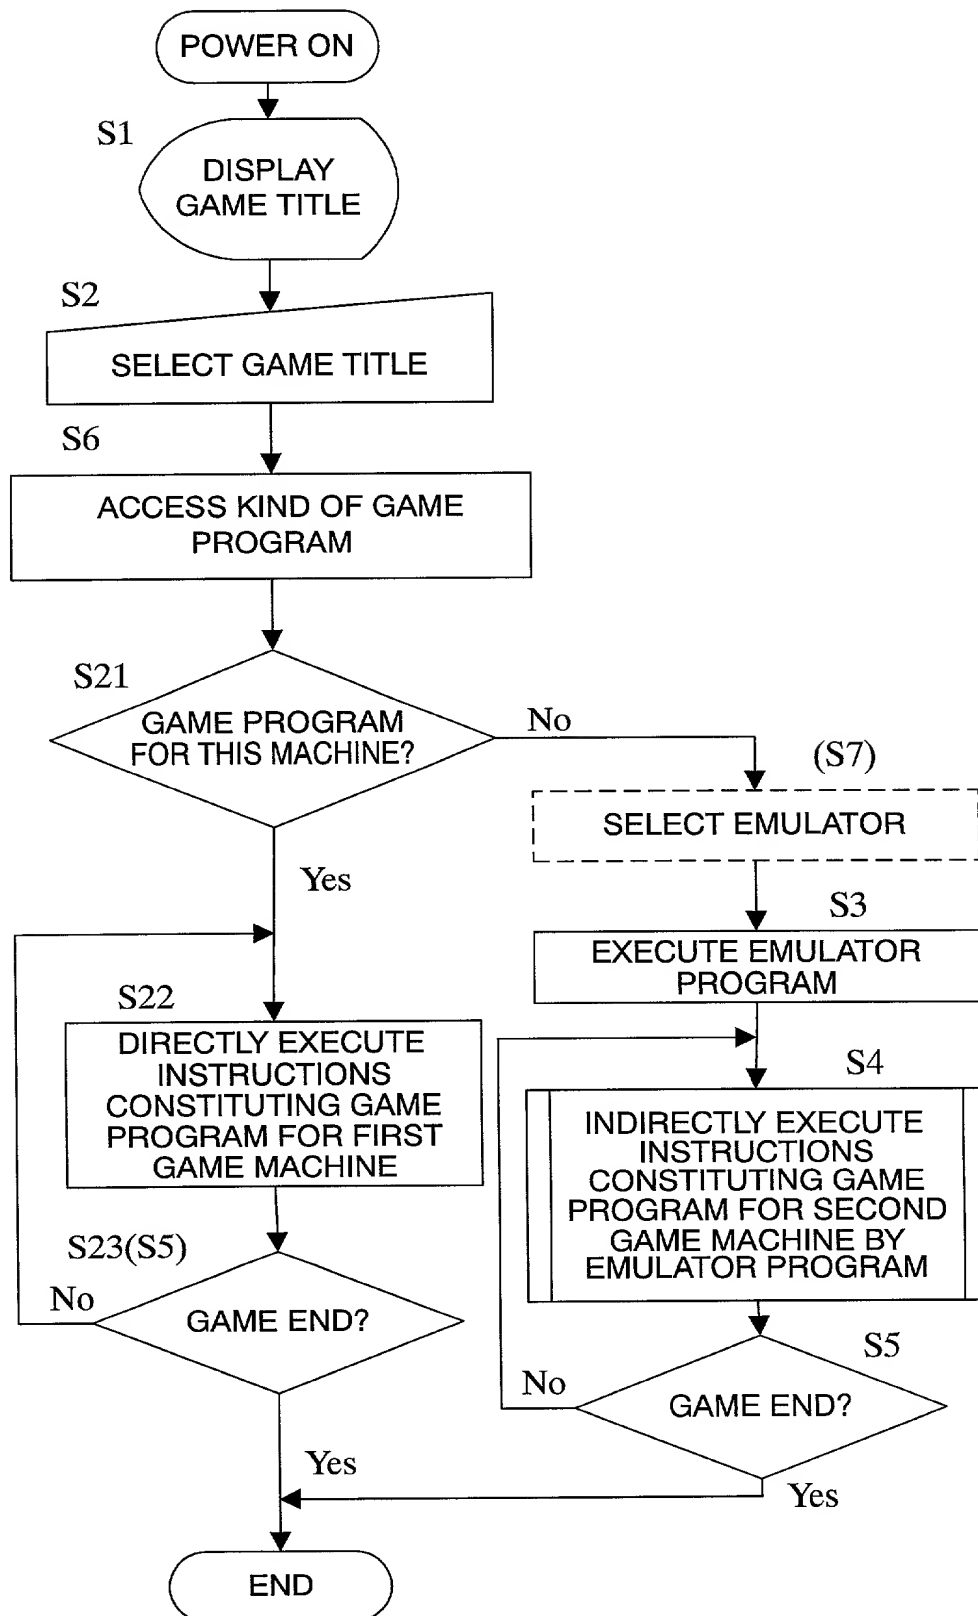 POWER ON
S1
DISPLAY
GAME TITLE
S2
SELECT GAME TITLE
S6
ACCESS KIND OF GAME
PROGRAM
S21
GAME PROGRAM
FOR THIS MACHINE?
No
(S7)
SELECT EMULATOR
Yes
S3
EXECUTE EMULATOR
PROGRAM
S22
DIRECTLY EXECUTE
INSTRUCTIONS
CONSTITUTING GAME
PROGRAM FOR FIRST
GAME MACHINE
S4
INDIRECTLY EXECUTE
INSTRUCTIONS
CONSTITUTING GAME
PROGRAM FOR SECOND
GAME MACHINE BY
EMULATOR PROGRAM
S23(S5)
No
GAME END?
S5
No
GAME END?
Yes
Yes
END